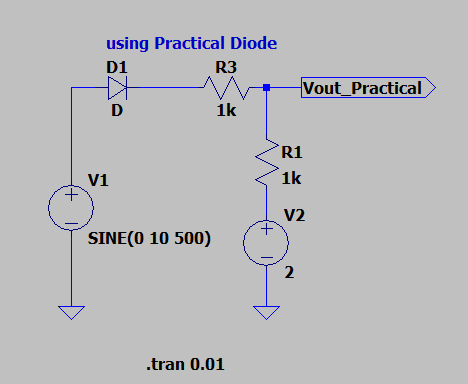 using Practical Diode
D1
R3
Vout_Practical
D
1k
R1
1k
V1
V2
SINE(0 10 500)
2
.tran 0.01